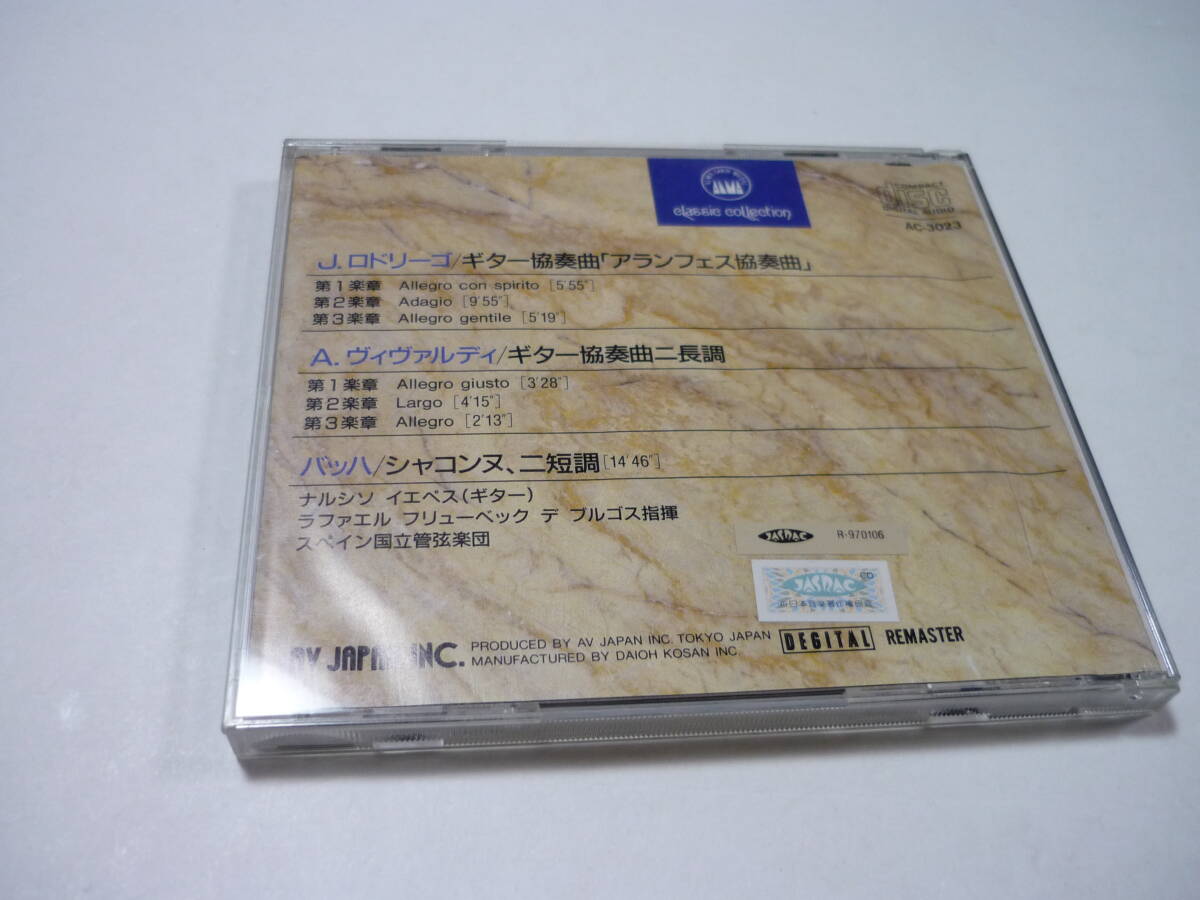 JAMA
classic collection
COMPACT
disc
DIGITAL AUDIO
AC-3023
J.ロドリーゴ/ギター協奏曲「アランフェス協奏曲」
第1楽章 Allegro con spirito [5'55"]
第2楽章 Adagio [9'55"]
第3楽章 Allegro gentile [5'19"]
A.ヴィヴァルディ/ギター協奏曲ニ長調
第1楽章 Allegro giusto [3'28"]
第2楽章 Largo [4'15"]
第3楽章 Allegro [2'13"]
バッハ/シャコンヌ、ニ短調[14'46"]
ナルシソ イエペス(ギター)
ラファエル フリューベック デ ブルゴス指揮
スペイン国立管弦楽団
JASRAC R-970106
JASRAC
AV JAPAN INC. PRODUCED BY AV JAPAN INC. TOKYO JAPAN
MANUFACTURED BY DAIOH KOSAN INC.
DEGITAL REMASTER